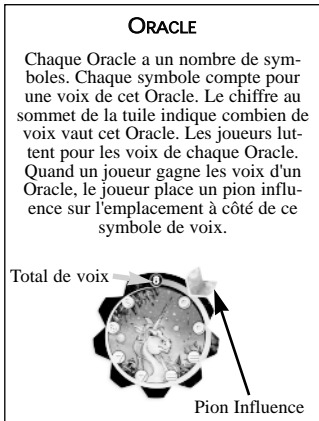 ORACLE
Chaque Oracle a un nombre de sym-
boles. Chaque symbole compte pour
une voix de cet Oracle. Le chiffre au
sommet de la tuile indique combien de
voix vaut cet Oracle. Les joueurs lut-
tent pour les voix de chaque Oracle.
Quand un joueur gagne les voix d'un
Oracle, le joueur place un pion influ-
ence sur l'emplacement à côté de ce
symbole de voix.
Total de voix
Pion Influence